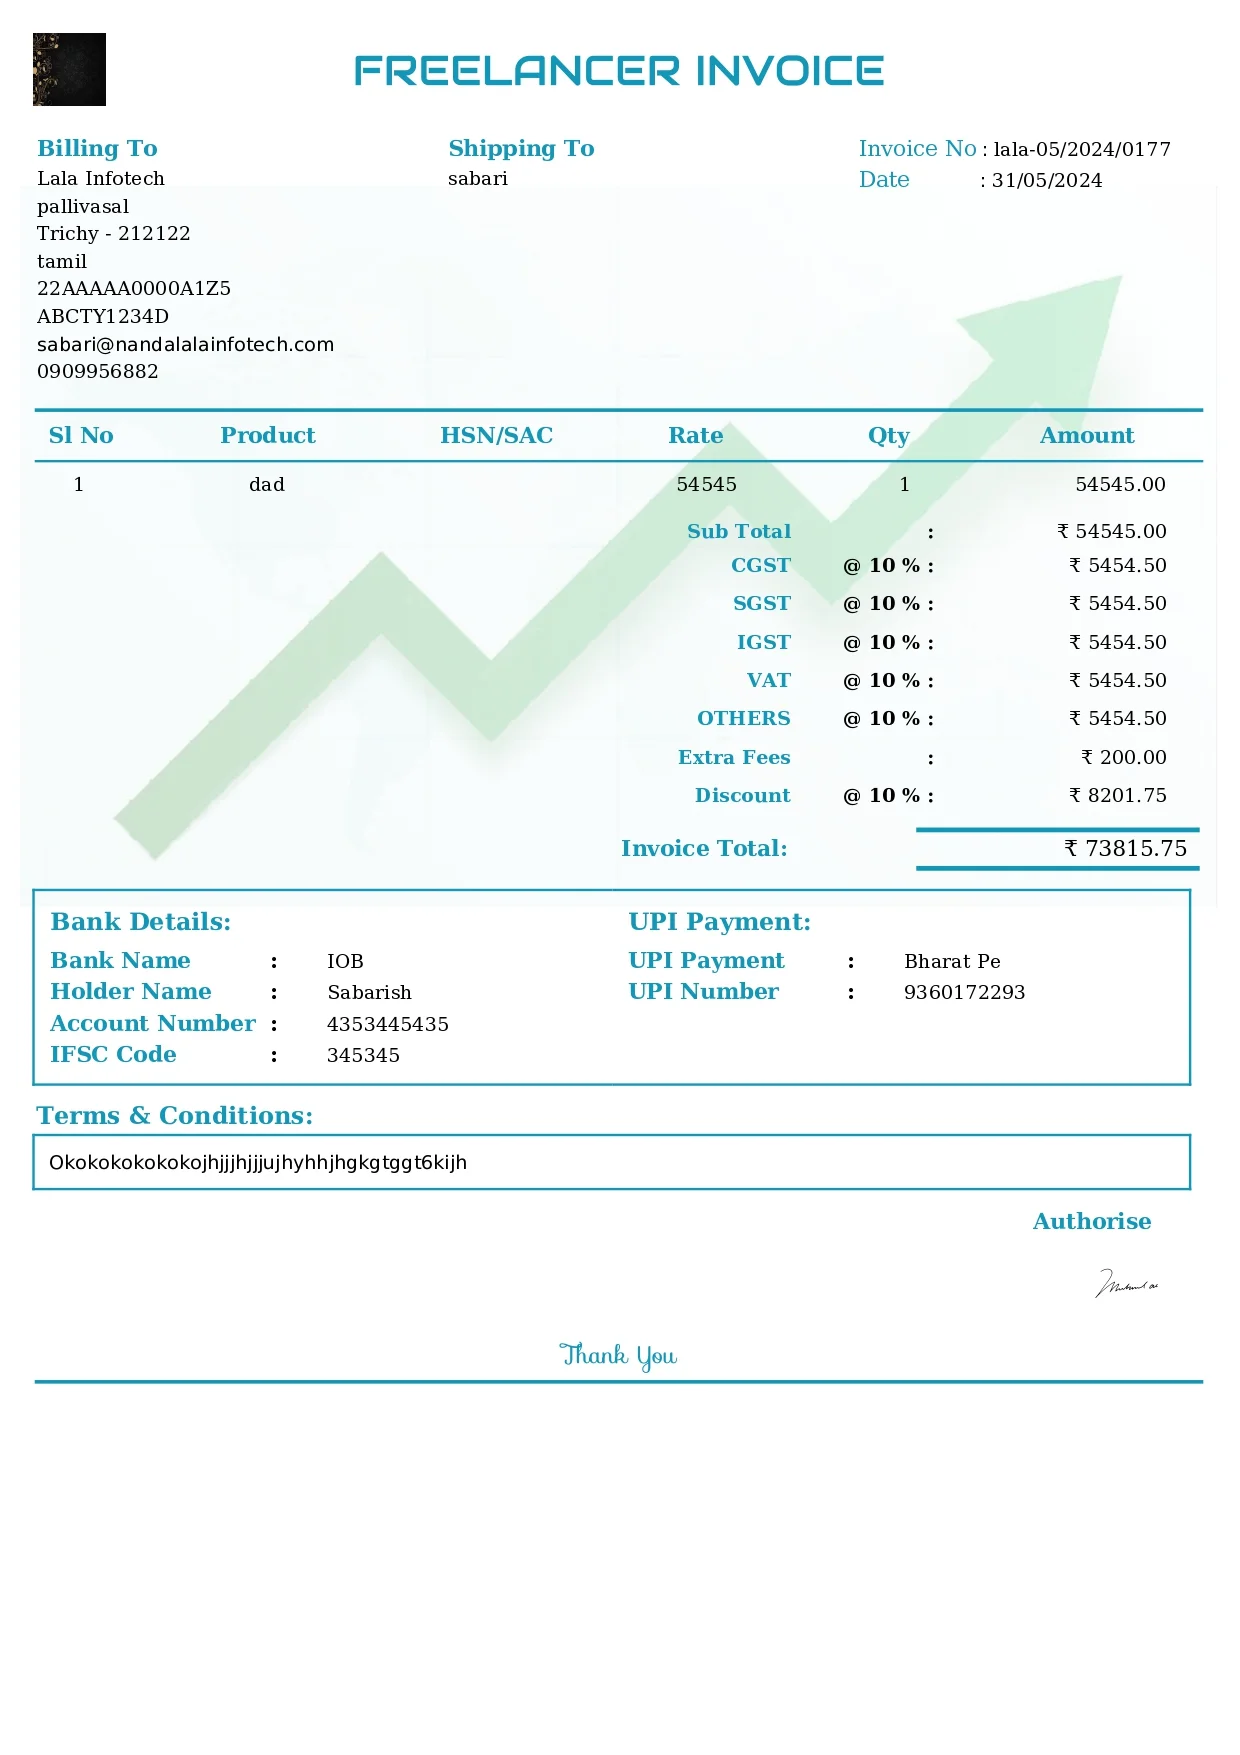 FREELANCER INVOICE
Billing To
Lala Infotech
pallivasal
Trichy - 212122
tamil
22AAAAA0000A1Z5
ABCTY1234D
sabari@nandalalainfotech.com
0909956882
Shipping To
sabari
Invoice No : lala-05/2024/0177
Date : 31/05/2024
Sl No Product HSN/SAC Rate Qty Amount
1 dad 54545 1 54545.00
Sub Total : ₹ 54545.00
CGST @ 10 % : ₹ 5454.50
SGST @ 10 % : ₹ 5454.50
IGST @ 10 % : ₹ 5454.50
VAT @ 10 % : ₹ 5454.50
OTHERS @ 10 % : ₹ 5454.50
Extra Fees : ₹ 200.00
Discount @ 10 % : ₹ 8201.75
Invoice Total: ₹ 73815.75
Bank Details:
Bank Name : IOB
Holder Name : Sabarish
Account Number : 4353445435
IFSC Code : 345345
UPI Payment:
UPI Payment : Bharat Pe
UPI Number : 9360172293
Terms & Conditions:
Okokokokokokojhjjjhjjjujhyhhjhgkgtggt6kijh
Authorise
Thank You